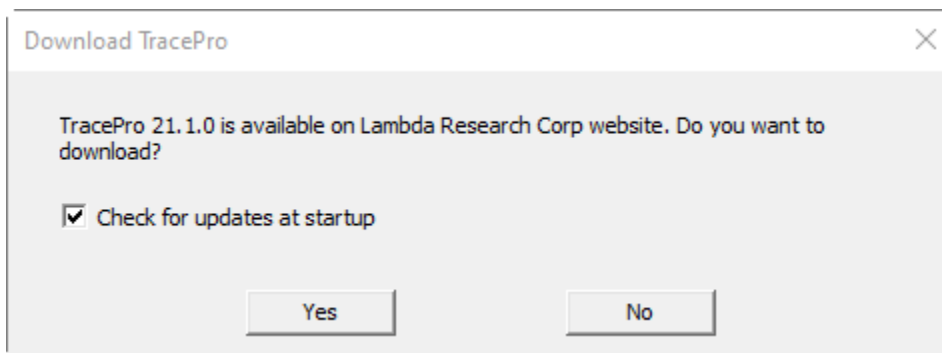 Download TracePro
TracePro 21.1.0 is available on Lambda Research Corp website. Do you want to
download?
Check for updates at startup
Yes No